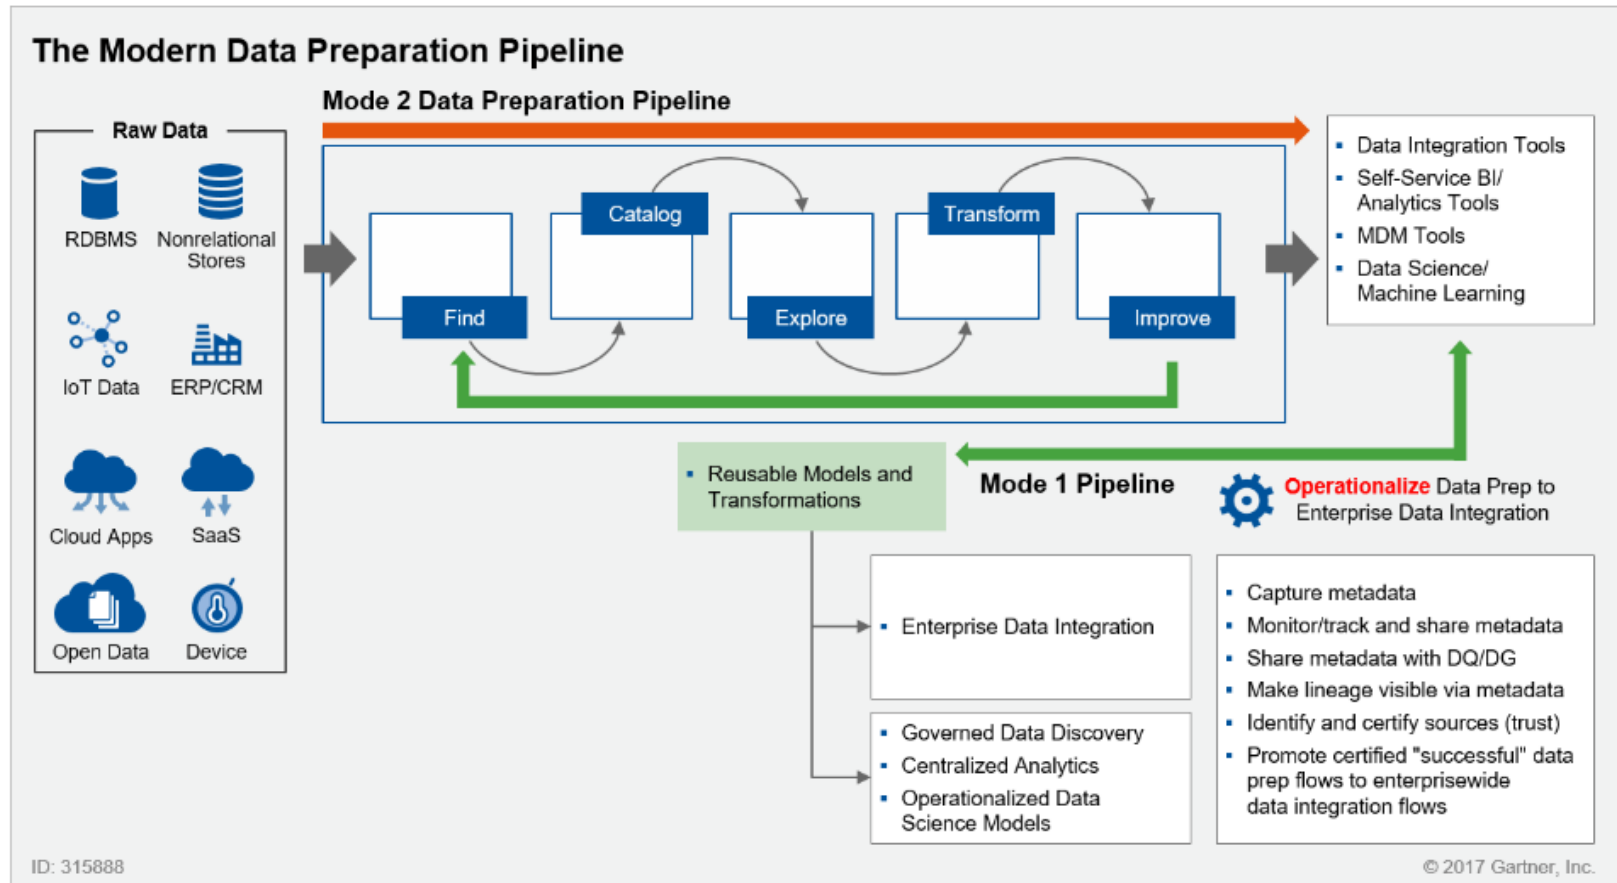 The Modern Data Preparation Pipeline
Mode 2 Data Preparation Pipeline
Raw Data
RDBMS
Nonrelational
Stores
IoT Data
ERP/CRM
Cloud Apps
SaaS
Open Data
Device
Find
Catalog
Explore
Transform
Improve
▪ Data Integration Tools
▪ Self-Service BI/
Analytics Tools
▪ MDM Tools
▪ Data Science/
Machine Learning
▪ Reusable Models and
Transformations
Mode 1 Pipeline
Operationalize Data Prep to
Enterprise Data Integration
▪ Enterprise Data Integration
▪ Governed Data Discovery
▪ Centralized Analytics
▪ Operationalized Data
Science Models
▪ Capture metadata
▪ Monitor/track and share metadata
▪ Share metadata with DQ/DG
▪ Make lineage visible via metadata
▪ Identify and certify sources (trust)
▪ Promote certified "successful" data
prep flows to enterprisewide
data integration flows
ID: 315888
© 2017 Gartner, Inc.